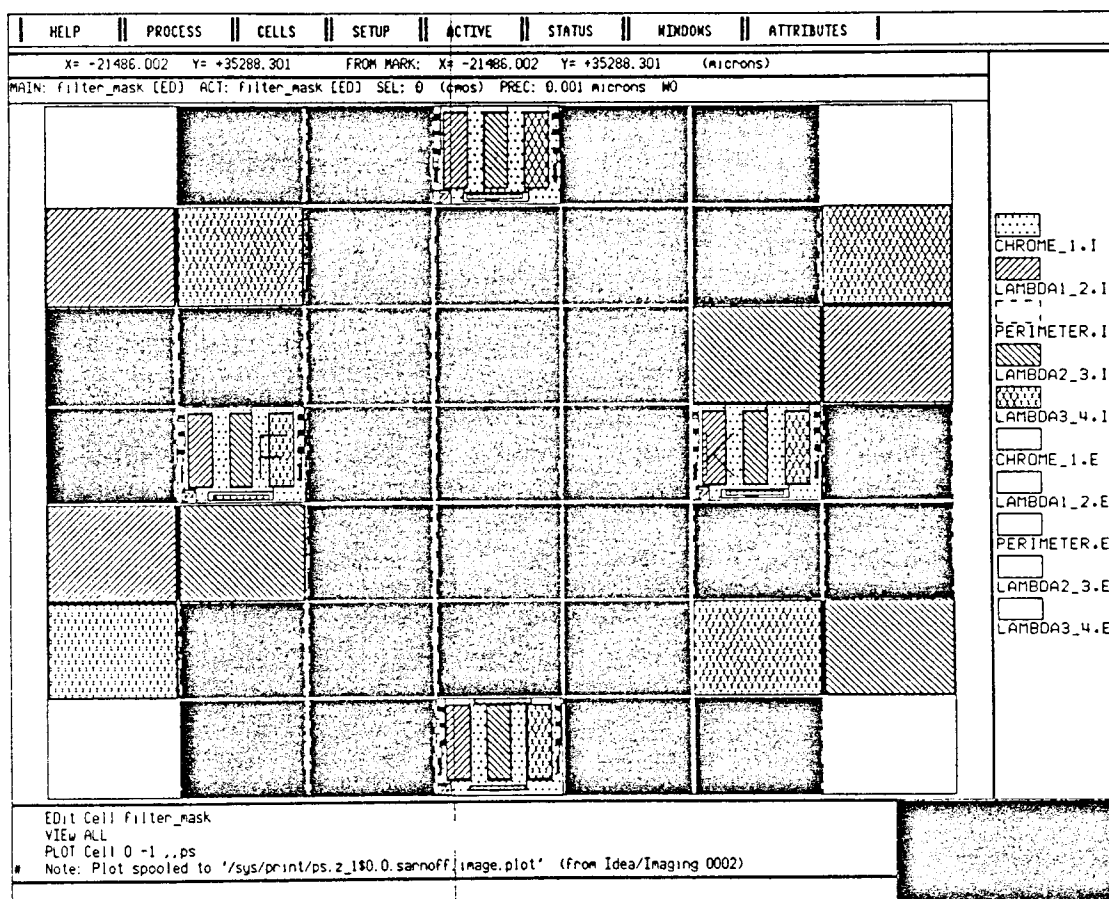 HELP PROCESS CELLS SETUP ACTIVE STATUS WINDOWS ATTRIBUTES
X= -21486.002 Y= +35288.301 FROM MARK: X= -21486.002 Y= +35288.301 (microns)
MAIN: filter_mask [ED] ACT: filter_mask [ED] SEL: 0 (cmos) PREC: 0.001 microns WO
CHROME_1.I
LAMBDA1_2.I
PERIMETER.I
LAMBDA2_3.I
LAMBDA3_4.I
CHROME_1.E
LAMBDA1_2.E
PERIMETER.E
LAMBDA2_3.E
LAMBDA3_4.E
EDit Cell filter_mask
VIEw ALL
PLOT Cell 0 -1 ,,ps
# Note: Plot spooled to '/sys/print/ps.z_1$0.0.sarnoff.image.plot' (from Idea/Imaging 0002)